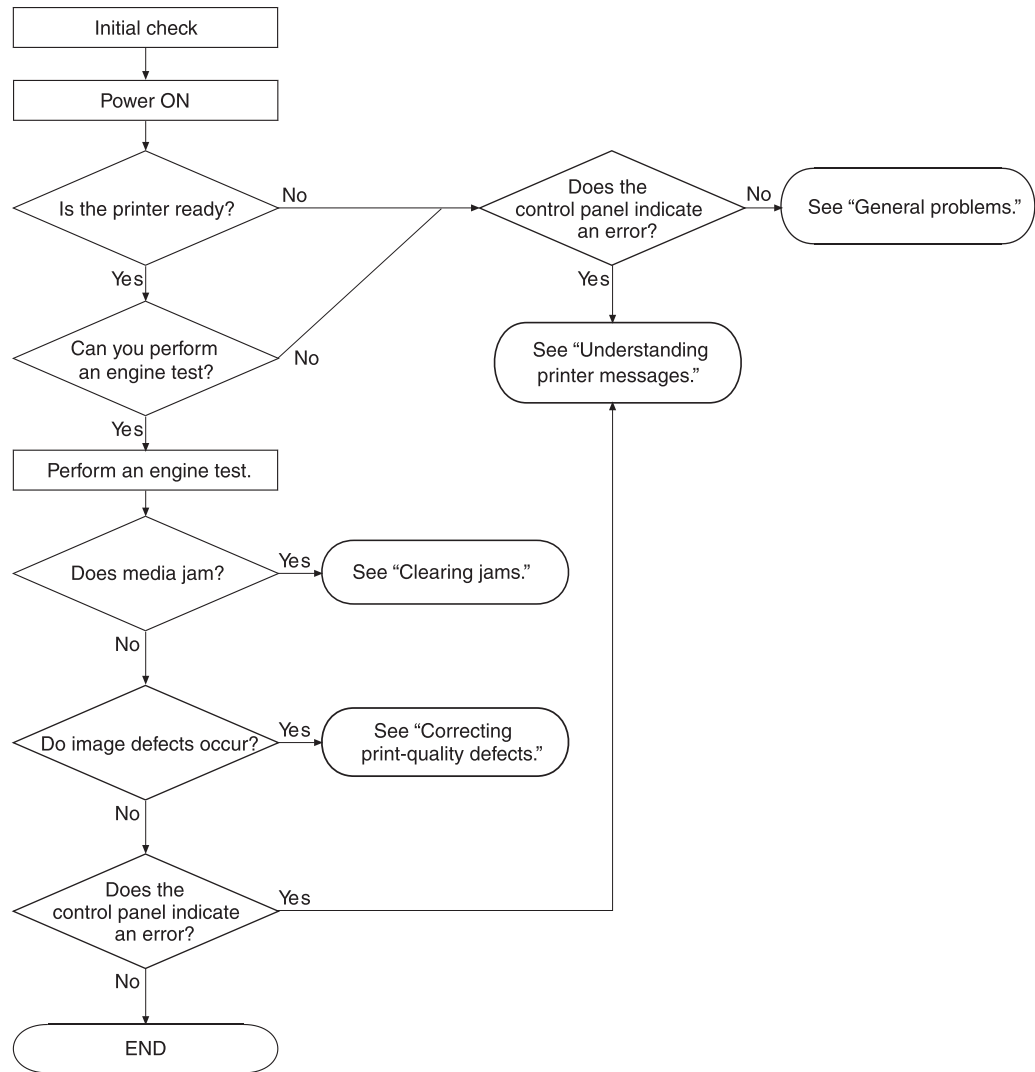 Initial check
Power ON
Is the printer ready?
No
Does the
control panel indicate
an error?
No
See “General problems.”
Yes
Yes
Can you perform
an engine test?
No
See “Understanding
printer messages.”
Yes
Perform an engine test.
Does media jam?
Yes
See “Clearing jams.”
No
Do image defects occur?
Yes
See “Correcting
print-quality defects.”
No
Does the
control panel indicate
an error?
Yes
No
END